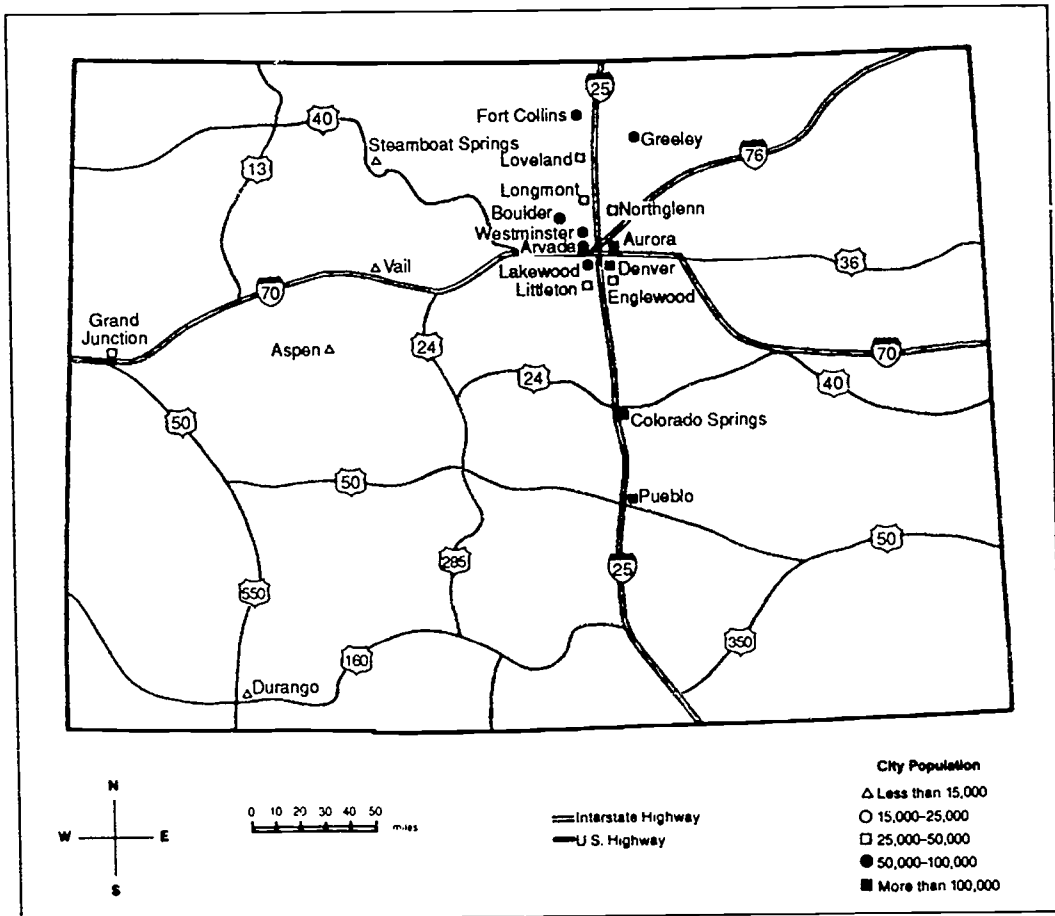 25
Fort Collins
40
Greeley
Steamboat Springs
76
Loveland
13
Longmont
Northglenn
Boulder
Westminster
Arvada
Aurora
36
Vail
Lakewood
Denver
Littleton
Englewood
70
Grand
Junction
Aspen
24
70
24
40
50
Colorado Springs
50
Pueblo
50
285
25
550
350
160
Durango
City Population
N
Less than 15,000
0 10 20 30 40 50
miles
Interstate Highway
15,000–25,000
W E
U.S. Highway
25,000–50,000
50,000–100,000
S
More than 100,000